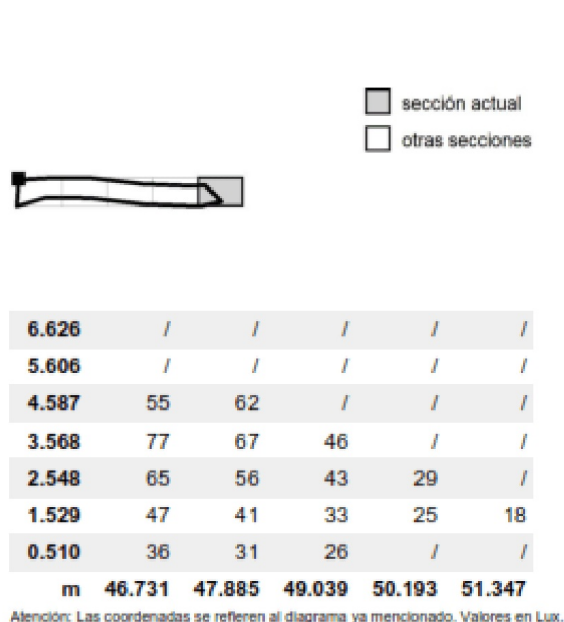 sección actual
otras secciones
6.626 / / / / /
5.606 / / / / /
4.587 55 62 / / /
3.568 77 67 46 / /
2.548 65 56 43 29 /
1.529 47 41 33 25 18
0.510 36 31 26 / /
m 46.731 47.885 49.039 50.193 51.347
Atención: Las coordenadas se refieren al diagrama ya mencionado. Valores en Lux.